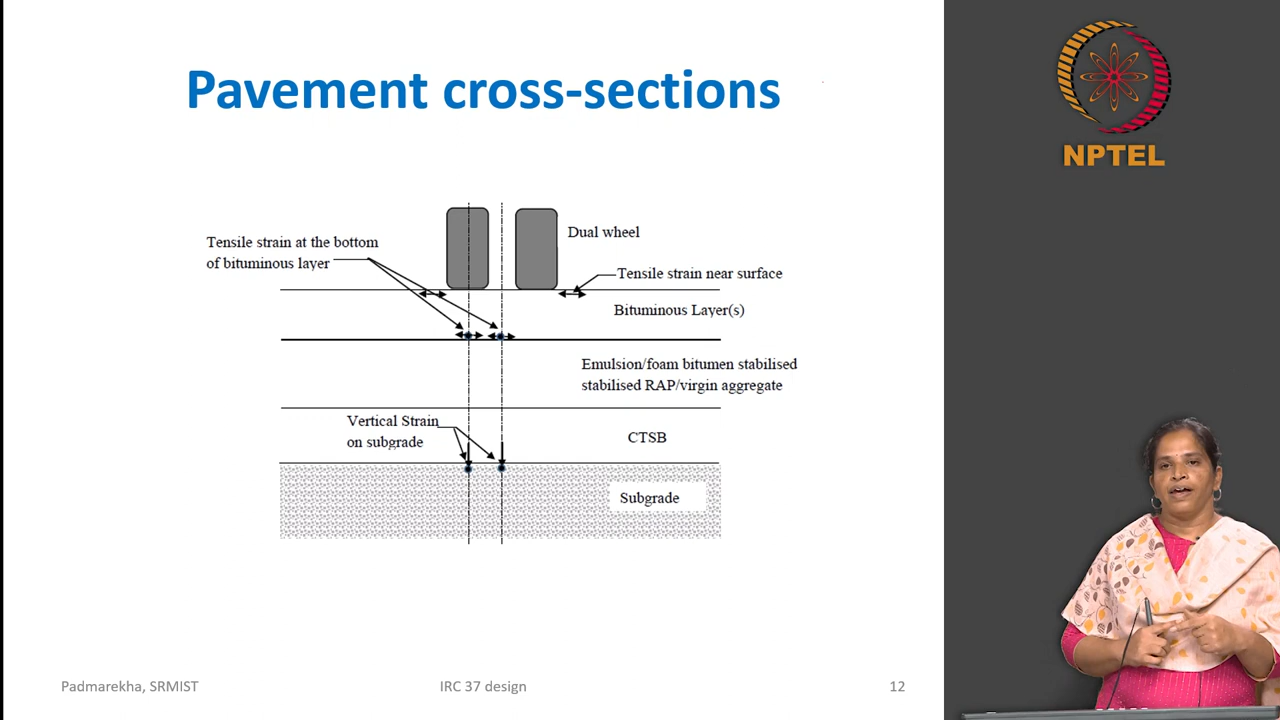 Pavement cross-sections
NPTEL
Tensile strain at the bottom
of bituminous layer
Dual wheel
Tensile strain near surface
Bituminous Layer(s)
Emulsion/foam bitumen stabilised
stabilised RAP/virgin aggregate
Vertical Strain
on subgrade
CTSB
Subgrade
Padmarekha, SRMIST
IRC 37 design
12